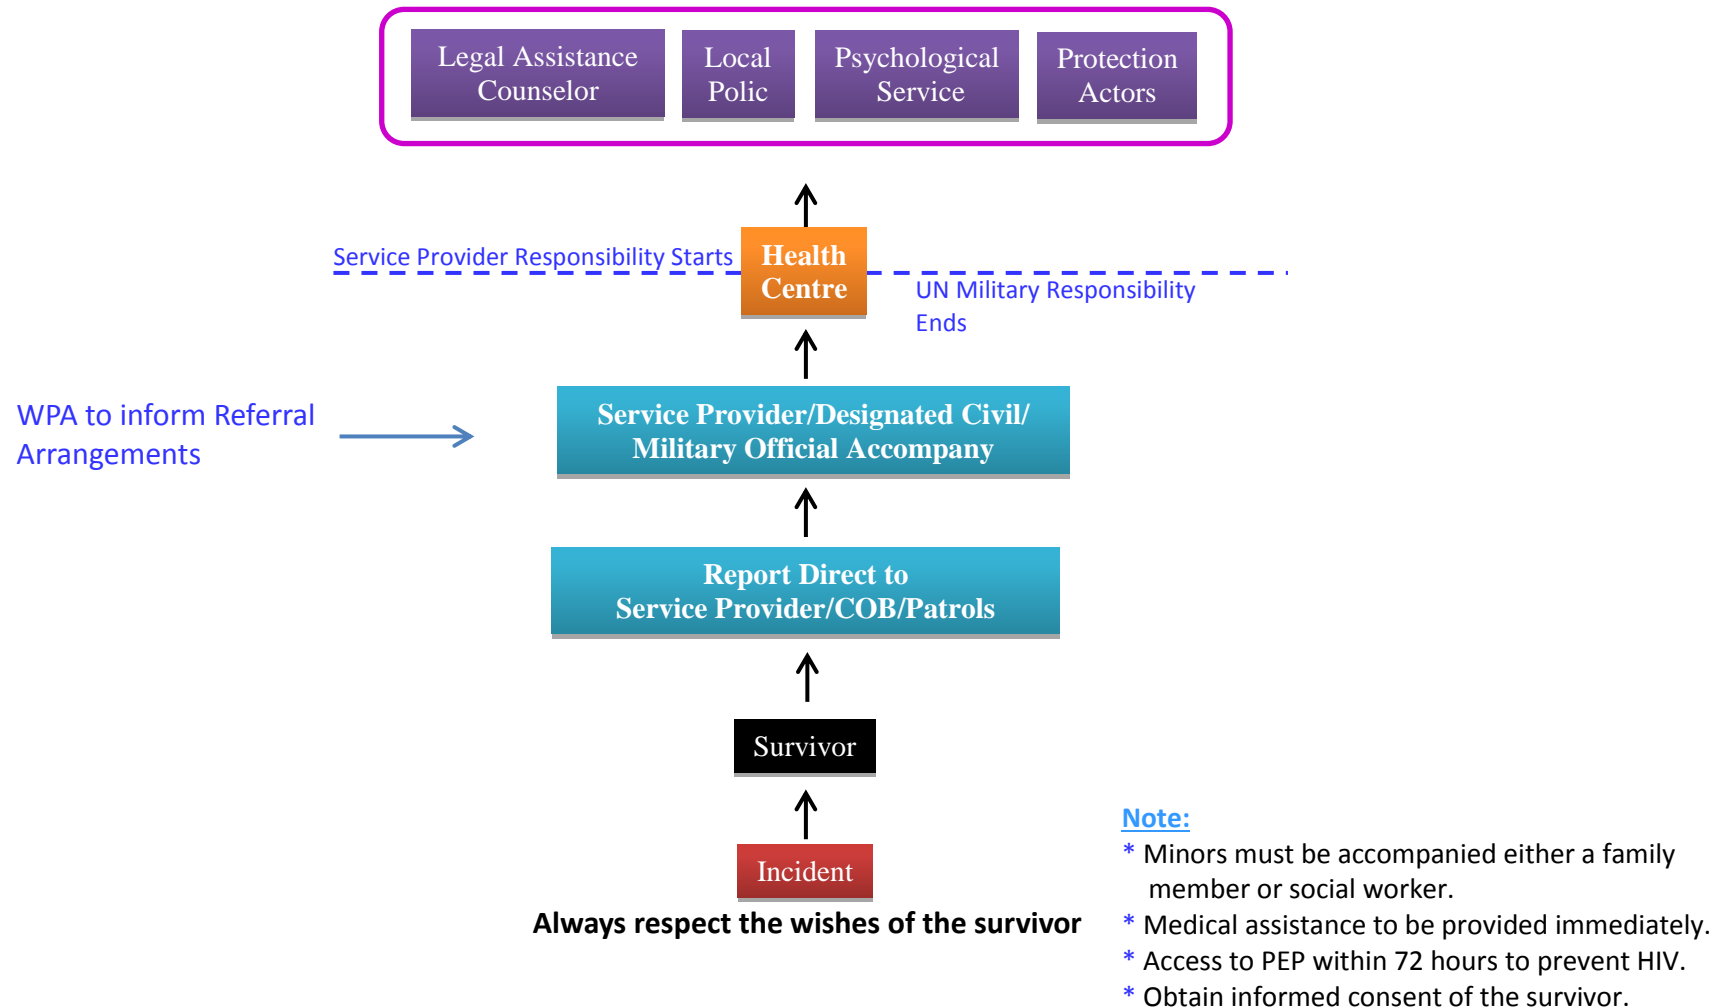 Legal Assistance
Counselor
Local
Polic
Psychological
Service
Protection
Actors
Service Provider Responsibility Starts
Health
Centre
UN Military Responsibility
Ends
WPA to inform Referral
Arrangements
Service Provider/Designated Civil/
Military Official Accompany
Report Direct to
Service Provider/COB/Patrols
Survivor
Incident
Always respect the wishes of the survivor
Note:
* Minors must be accompanied either a family
member or social worker.
* Medical assistance to be provided immediately.
* Access to PEP within 72 hours to prevent HIV.
* Obtain informed consent of the survivor.